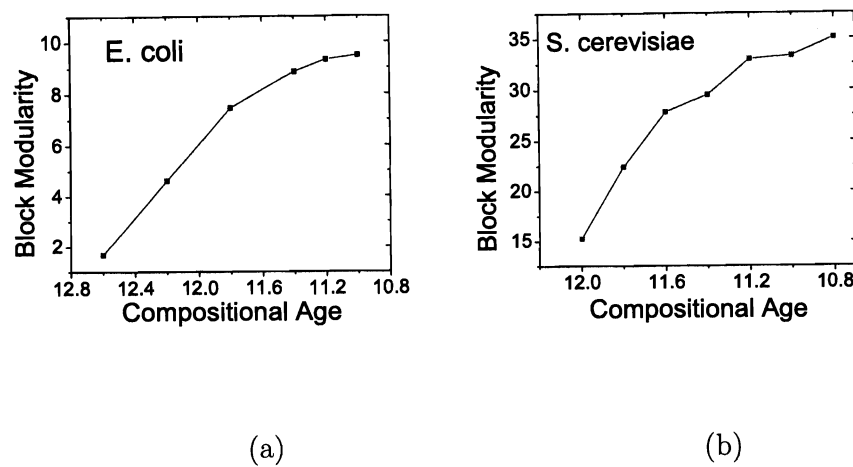 E. coli
Block Modularity
10
8
6
4
2
12.8 12.4 12.0 11.6 11.2 10.8
Compositional Age
(a)
S. cerevisiae
Block Modularity
35
30
25
20
15
12.0 11.6 11.2 10.8
Compositional Age
(b)